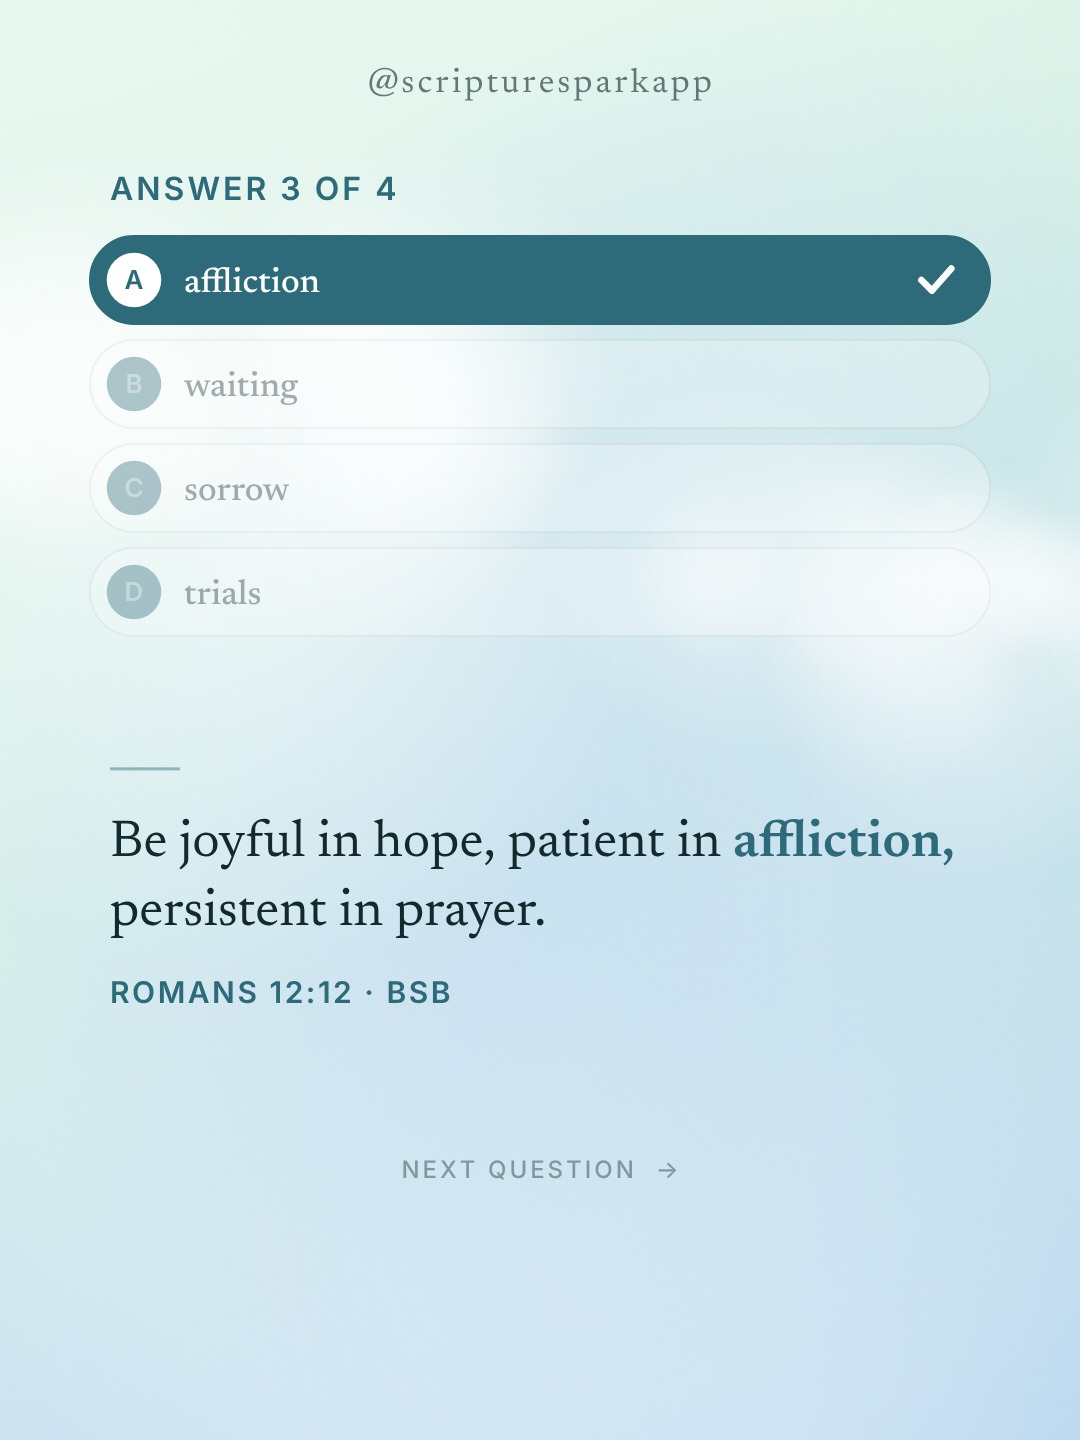 @scripturesparkapp
ANSWER 3 OF 4
A affliction
B waiting
C sorrow
D trials
Be joyful in hope, patient in affliction,
persistent in prayer.
ROMANS 12:12 · BSB
NEXT QUESTION →